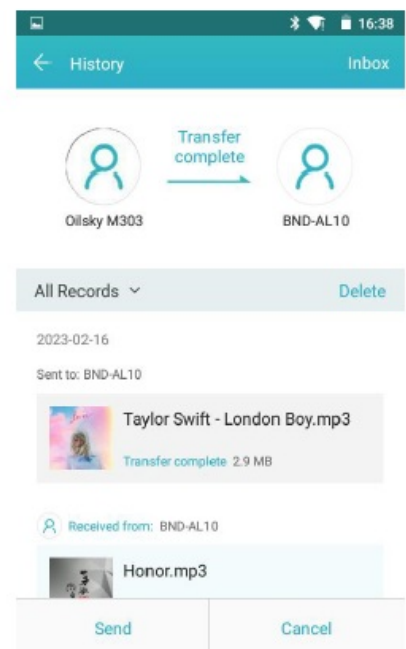 16:38
History
Inbox
Transfer
complete
Oilsky M303
BND-AL10
All Records
Delete
2023-02-16
Sent to: BND-AL10
Taylor Swift - London Boy.mp3
Transfer complete 2.9 MB
Received from: BND-AL10
Honor.mp3
Send
Cancel